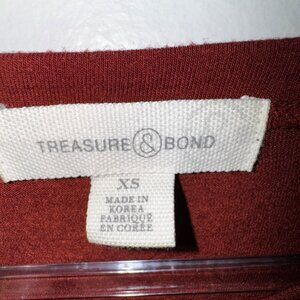 TREASURE & BOND
XS
MADE IN
KOREA
FABRIQUÉ
EN CORÉE